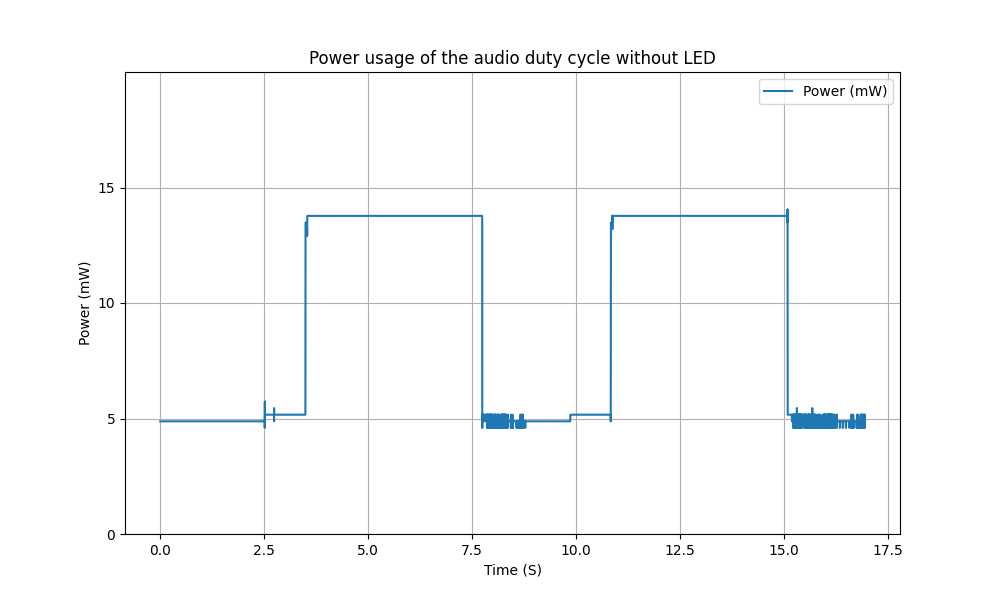 Power usage of the audio duty cycle without LED
Power (mW)
15
10
5
0
Power (mW)
0.0 2.5 5.0 7.5 10.0 12.5 15.0 17.5
Time (S)